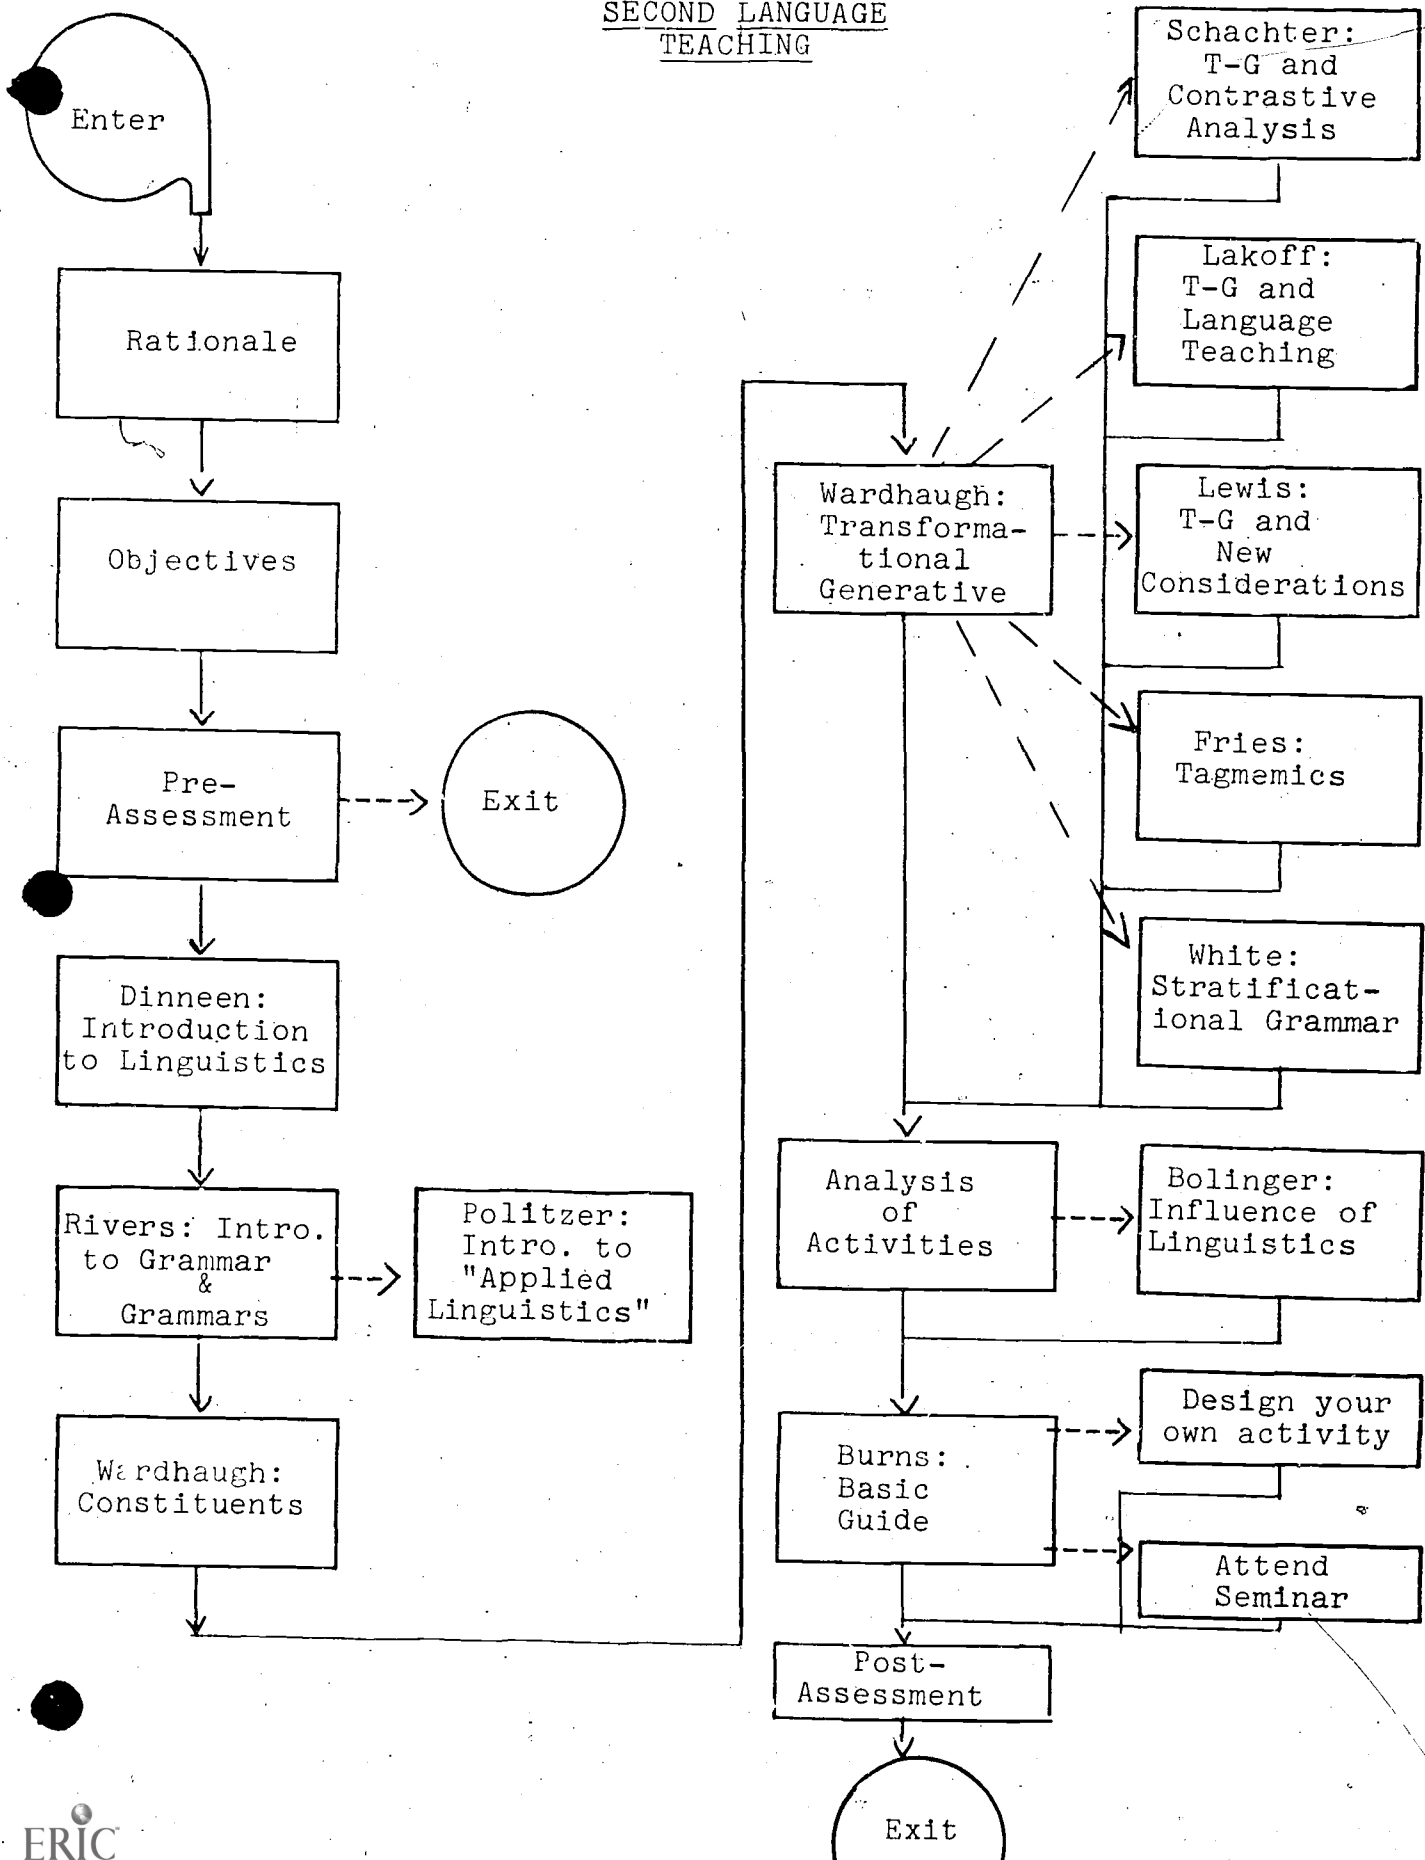 SECOND LANGUAGE
TEACHING
Enter
Rationale
Objectives
Pre-
Assessment
Exit
Dinneen:
Introduction
to Linguistics
Rivers: Intro.
to Grammar
&
Grammars
Politzer:
Intro. to
"Applied
Linguistics"
Wardhaugh:
Constituents
Wardhaugh:
Transforma-
tional
Generative
Schachter:
T-G and
Contrastive
Analysis
Lakoff:
T-G and
Language
Teaching
Lewis:
T-G and
New
Considerations
Fries:
Tagmemics
White:
Stratificat-
ional Grammar
Analysis
of
Activities
Bolinger:
Influence of
Linguistics
Burns:
Basic
Guide
Design your
own activity
Attend
Seminar
Post-
Assessment
Exit
ERIC